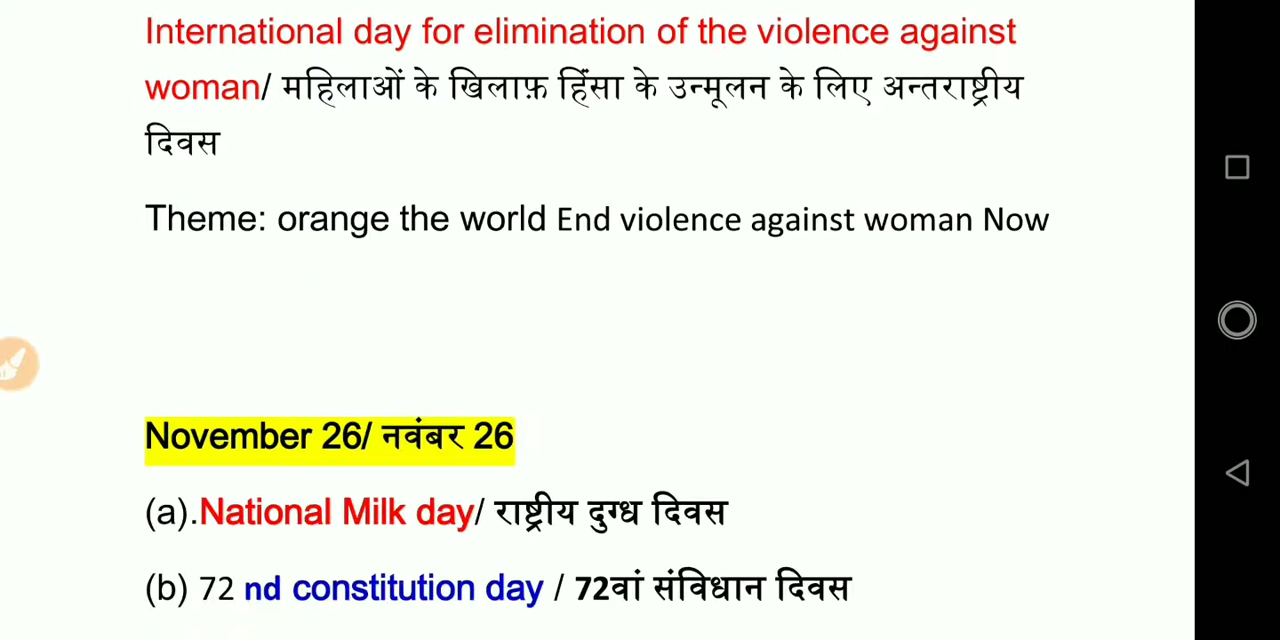 International day for elimination of the violence against
woman/ महिलाओं के खिलाफ़ हिंसा के उन्मूलन के लिए अन्तराष्ट्रीय
दिवस
Theme: orange the world End violence against woman Now
November 26/ नवंबर 26
(a).National Milk day/ राष्ट्रीय दुग्ध दिवस
(b) 72 nd constitution day / 72वां संविधान दिवस